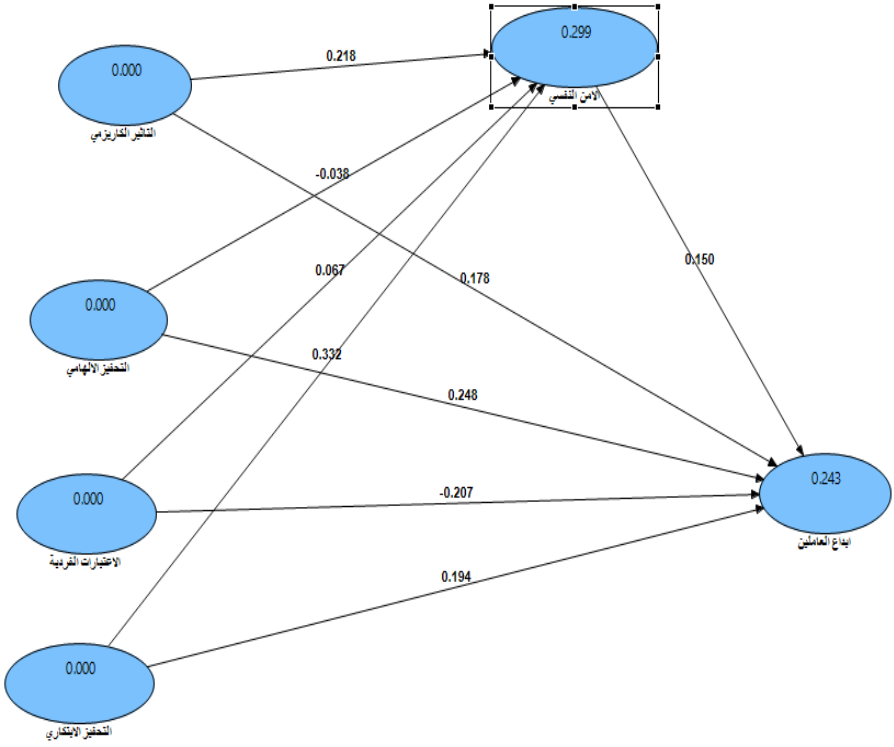 0.299
الامن النفسي
0.218
0.000
التاثير الكاريزمي
-0.038
0.067
0.178
0.150
0.000
التحفيز الالهامي
0.332
0.248
0.000
الاعتبارات الفردية
-0.207
0.243
ابداع العاملين
0.194
0.000
التحفيز الابتكاري